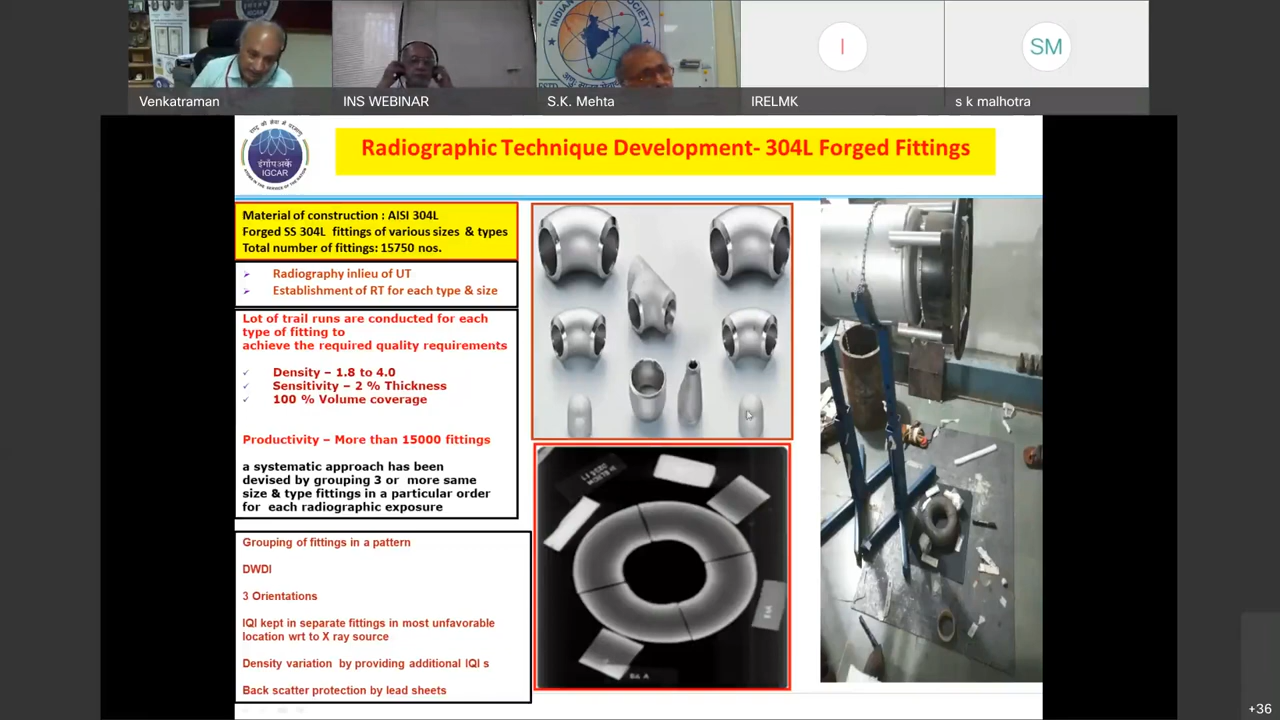 INDIAN
SOCIETY
I
SM
Venkatraman
INS WEBINAR
S.K. Mehta
IRELMK
s k malhotra
इंगाँपअकें
IGCAR
Radiographic Technique Development- 304L Forged Fittings
Material of construction : AISI 304L
Forged SS 304L fittings of various sizes & types
Total number of fittings: 15750 nos.
Radiography inlieu of UT
Establishment of RT for each type & size
Lot of trail runs are conducted for each
type of fitting to
achieve the required quality requirements
Density – 1.8 to 4.0
Sensitivity – 2 % Thickness
100 % Volume coverage
Productivity – More than 15000 fittings
a systematic approach has been
devised by grouping 3 or more same
size & type fittings in a particular order
for each radiographic exposure
Grouping of fittings in a pattern
DWDI
3 Orientations
IQI kept in separate fittings in most unfavorable
location wrt to X ray source
Density variation by providing additional IQI s
Back scatter protection by lead sheets
+36